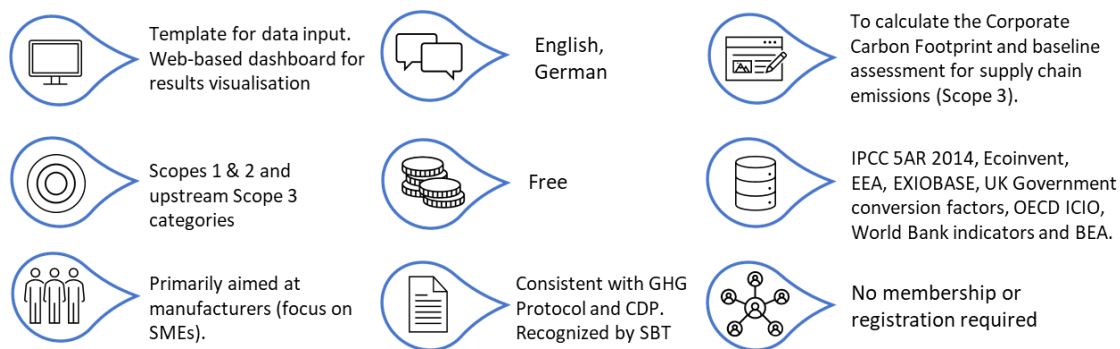 Template for data input.
Web-based dashboard for
results visualisation
English,
German
To calculate the Corporate
Carbon Footprint and baseline
assessment for supply chain
emissions (Scope 3).
Scopes 1 & 2 and
upstream Scope 3
categories
Free
IPCC 5AR 2014, Ecoinvent,
EEA, EXIOBASE, UK Government
conversion factors, OECD ICIO,
World Bank indicators and BEA.
Primarily aimed at
manufacturers (focus on
SMEs).
Consistent with GHG
Protocol and CDP.
Recognized by SBT
No membership or
registration required